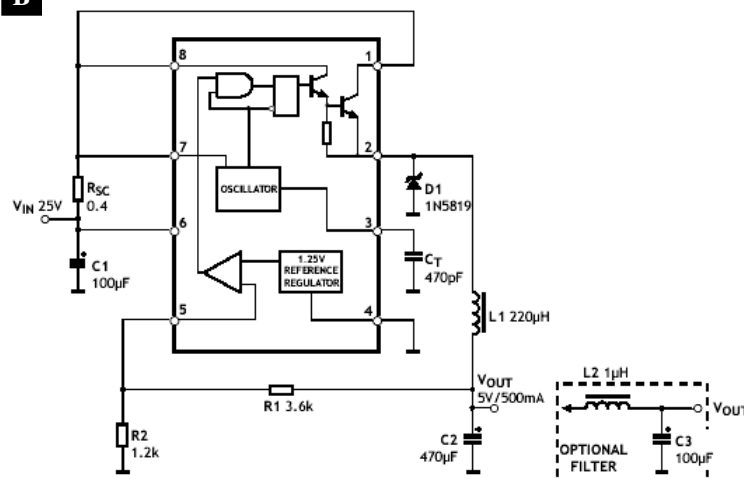 B
8
1
7
2
OSCILLATOR
RSC
0.4
D1
1N5819
VIN 25V
6
3
CT
470pF
C1
100µF
1.25V
REFERENCE
REGULATOR
5
4
L1 220µH
R1 3.6k
VOUT
5V/500mA
L2 1µH
VOUT
R2
1.2k
C2
470µF
OPTIONAL
FILTER
C3
100µF